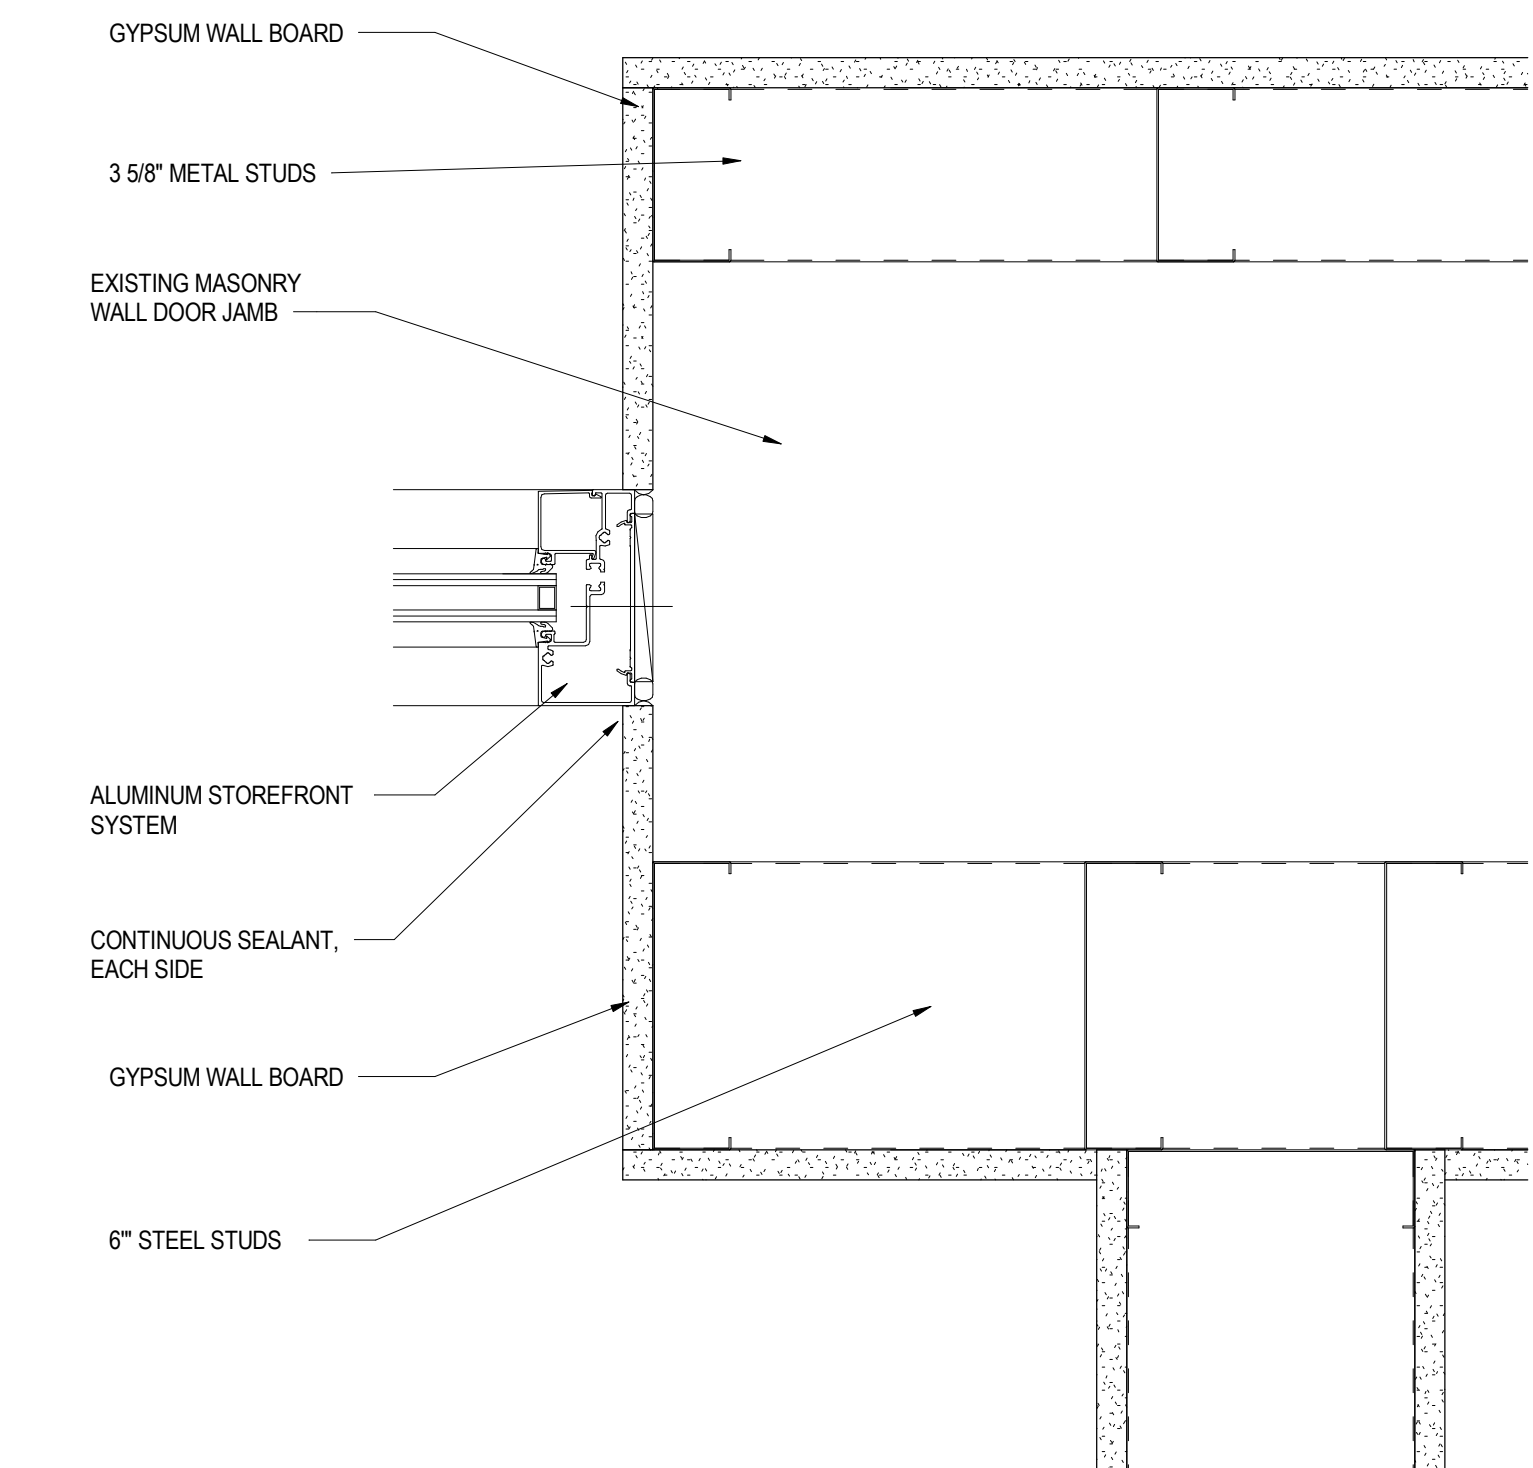 GYPSUM WALL BOARD
3 5/8" METAL STUDS
EXISTING MASONRY
WALL DOOR JAMB
ALUMINUM STOREFRONT
SYSTEM
CONTINUOUS SEALANT,
EACH SIDE
GYPSUM WALL BOARD
6'" STEEL STUDS